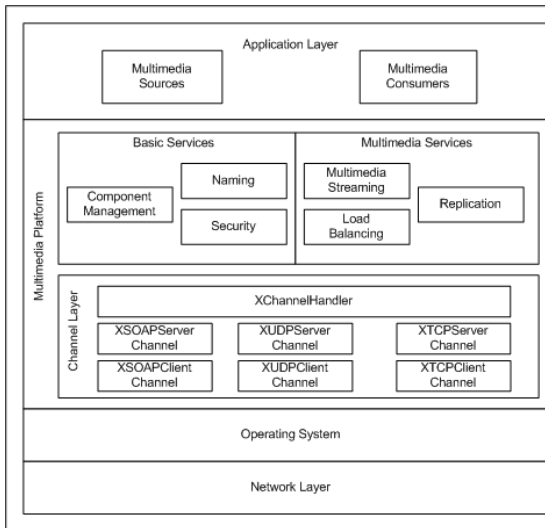 Application Layer
Multimedia
Sources
Multimedia
Consumers
Multimedia Platform
Basic Services
Component
Management
Naming
Security
Multimedia Services
Multimedia
Streaming
Load
Balancing
Replication
Channel Layer
XChannelHandler
XSOAPServer
Channel
XUDPServer
Channel
XTCPServer
Channel
XSOAPClient
Channel
XUDPClient
Channel
XTCPClient
Channel
Operating System
Network Layer